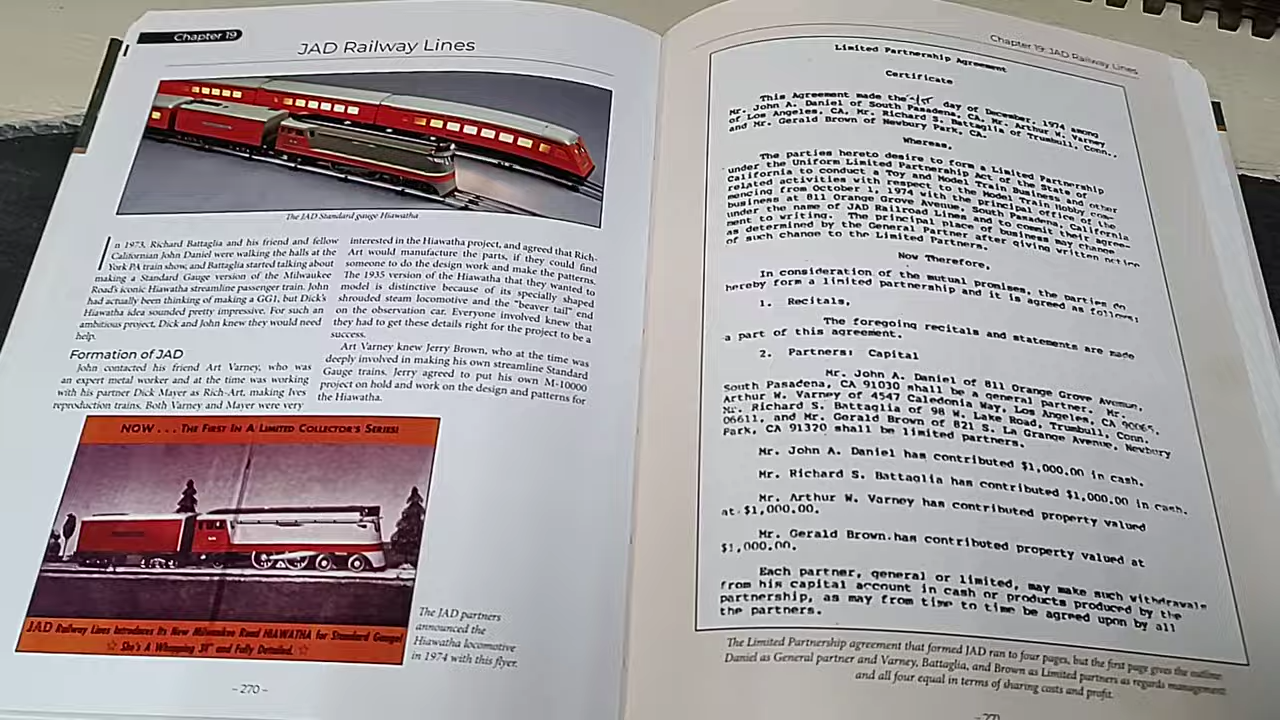 Chapter 19
JAD Railway Lines
The JAD Standard gauge Hiawatha
In 1973, Richard Battaglia and his friend and fellow
Californian John Daniel were walking the halls at the
York PA train show, and Battaglia started talking about
making a Standard Gauge version of the Milwaukee
Road's iconic Hiawatha streamline passenger train. John
had actually been thinking of making a GG1, but Dick's
Hiawatha idea sounded pretty impressive. For such an
ambitious project, Dick and John knew they would need
help.
Formation of JAD
John contacted his friend Art Varney, who was
an expert metal worker and at the time was working
with his partner Dick Mayer as Rich-Art, making Ives
reproduction trains. Both Varney and Mayer were very
interested in the Hiawatha project, and agreed that Rich-
Art would manufacture the parts, if they could find
someone to do the design work and make the patterns.
The 1935 version of the Hiawatha that they wanted to
model is distinctive because of its specially shaped
shrouded steam locomotive and the "beaver tail" end
on the observation car. Everyone involved knew that
they had to get these details right for the project to be a
success.
Art Varney knew Jerry Brown, who at the time was
deeply involved in making his own streamline Standard
Gauge trains. Jerry agreed to put his own M-10000
project on hold and work on the design and patterns for
the Hiawatha.
NOW . . . The First In A Limited Collector's Series!
JAD Railway Lines Introduces Its New Milwaukee Road HIAWATHA for Standard Gauge!
☆ She's A Whopping 34" and Fully Detailed. ☆
The JAD partners
announced the
Hiawatha locomotive
in 1974 with this flyer.
– 270 –
Chapter 19: JAD Railway Lines
Limited Partnership Agreement
Certificate
This Agreement made the 1st day of December, 1974 among
Mr. John A. Daniel of South Pasadena, CA, Mr. Arthur W. Varney
of Los Angeles, CA, Mr. Richard S. Battaglia of Trumbull, Conn.,
and Mr. Gerald Brown of Newbury Park, CA.
Whereas,
The parties hereto desire to form a Limited Partnership
under the Uniform Limited Partnership Act of the State of
California to conduct a Toy and Model Train Business and other
related activities with respect to the Model Train hobby com-
mencing from October 1, 1974 with the principal office of the
business at 811 Orange Grove Avenue, South Pasadena, California
under the name of JAD Railroad Lines and to commit their agree-
ment to writing. The principal place of business may change
as determined by the General Partner after giving written notice
of such change to the Limited Partners.
Now Therefore,
In consideration of the mutual promises, the parties do
hereby form a limited partnership and it is agreed as follows:
1. Recitals,
The foregoing recitals and statements are made
a part of this agreement.
2. Partners: Capital
Mr. John A. Daniel of 811 Orange Grove Avenue,
South Pasadena, CA 91030 shall be a general partner. Mr.
Arthur W. Varney of 4547 Caledonia Way, Los Angeles, CA 90065,
Mr. Richard S. Battaglia of 98 W. Lake Road, Trumbull, Conn.
06611, and Mr. Gerald Brown of 821 S. La Grange Avenue, Newbury
Park, CA 91320 shall be limited partners.
Mr. John A. Daniel has contributed $1,000.00 in cash.
Mr. Richard S. Battaglia has contributed $1,000.00 in cash.
Mr. Arthur W. Varney has contributed property valued
at $1,000.00.
Mr. Gerald Brown has contributed property valued at
$1,000.00.
Each partner, general or limited, may make such withdrawals
from his capital account in cash or products produced by the
partnership, as may from time to time be agreed upon by all
the partners.
The Limited Partnership agreement that formed JAD ran to four pages, but the first page gives the outline:
Daniel as General partner and Varney, Battaglia, and Brown as Limited partners as regards management
and all four equal in terms of sharing costs and profit.